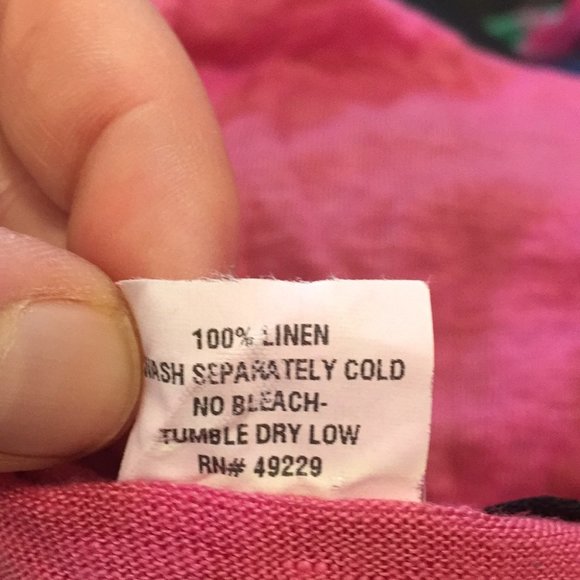 100% LINEN
WASH SEPARATELY COLD
NO BLEACH-
TUMBLE DRY LOW
RN# 49229